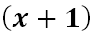 (x + 1)